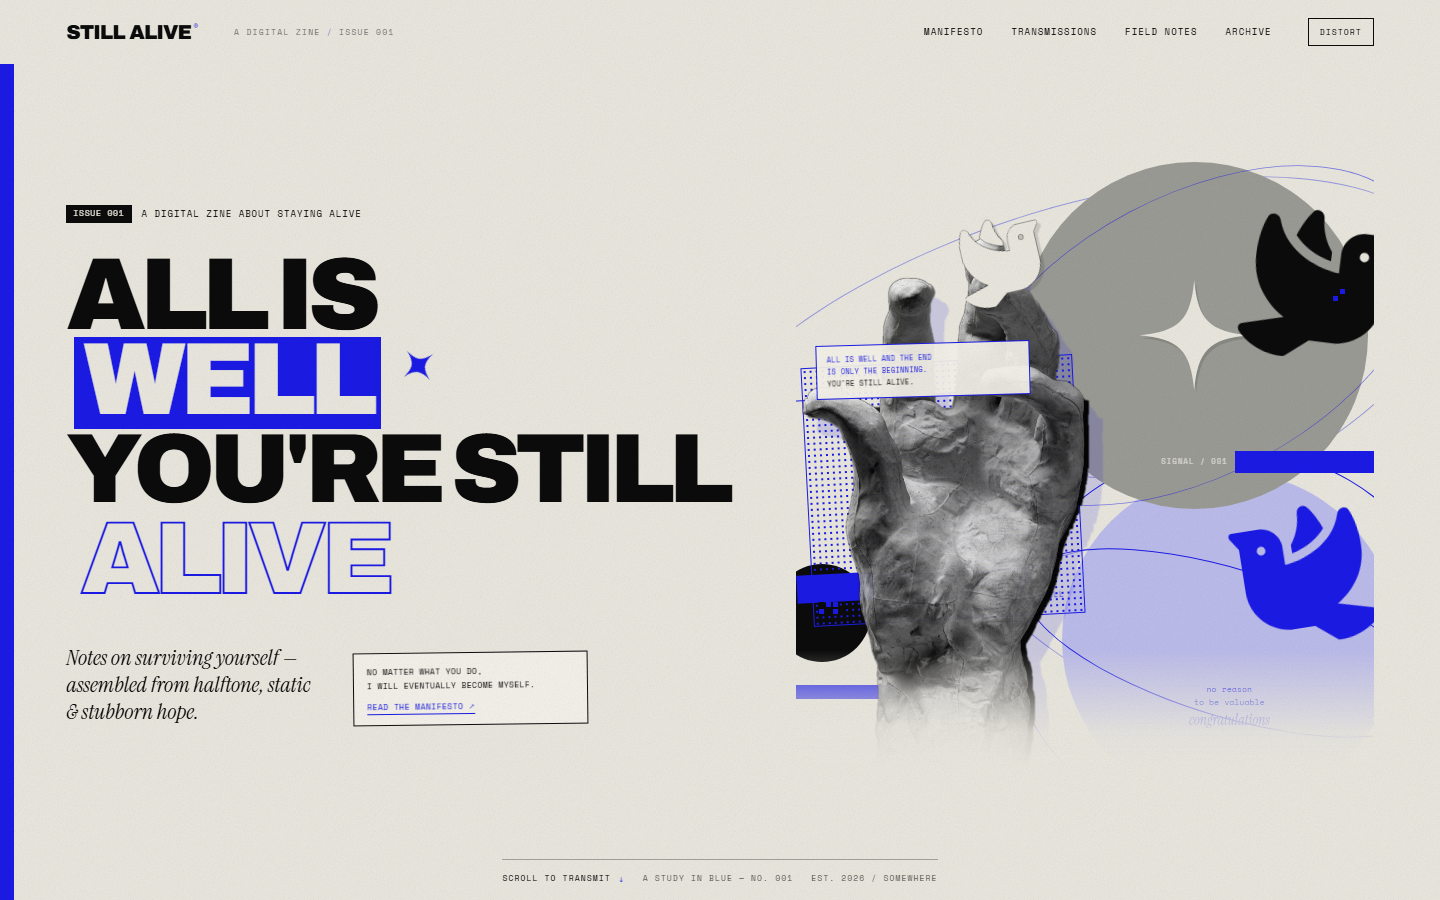 STILL ALIVE
A DIGITAL ZINE / ISSUE 001
MANIFESTO
TRANSMISSIONS
FIELD NOTES
ARCHIVE
DISTORT
ISSUE 001
A DIGITAL ZINE ABOUT STAYING ALIVE
ALL IS
WELL
YOU'RE STILL
ALIVE
Notes on surviving yourself —
assembled from halftone, static
& stubborn hope.
NO MATTER WHAT YOU DO,
I WILL EVENTUALLY BECOME MYSELF.
READ THE MANIFESTO ↗
ALL IS WELL AND THE END
IS ONLY THE BEGINNING.
YOU'RE STILL ALIVE.
SIGNAL / 001
no reason
to be valuable
congratulations
SCROLL TO TRANSMIT ↓
A STUDY IN BLUE — NO. 001
EST. 2026 / SOMEWHERE